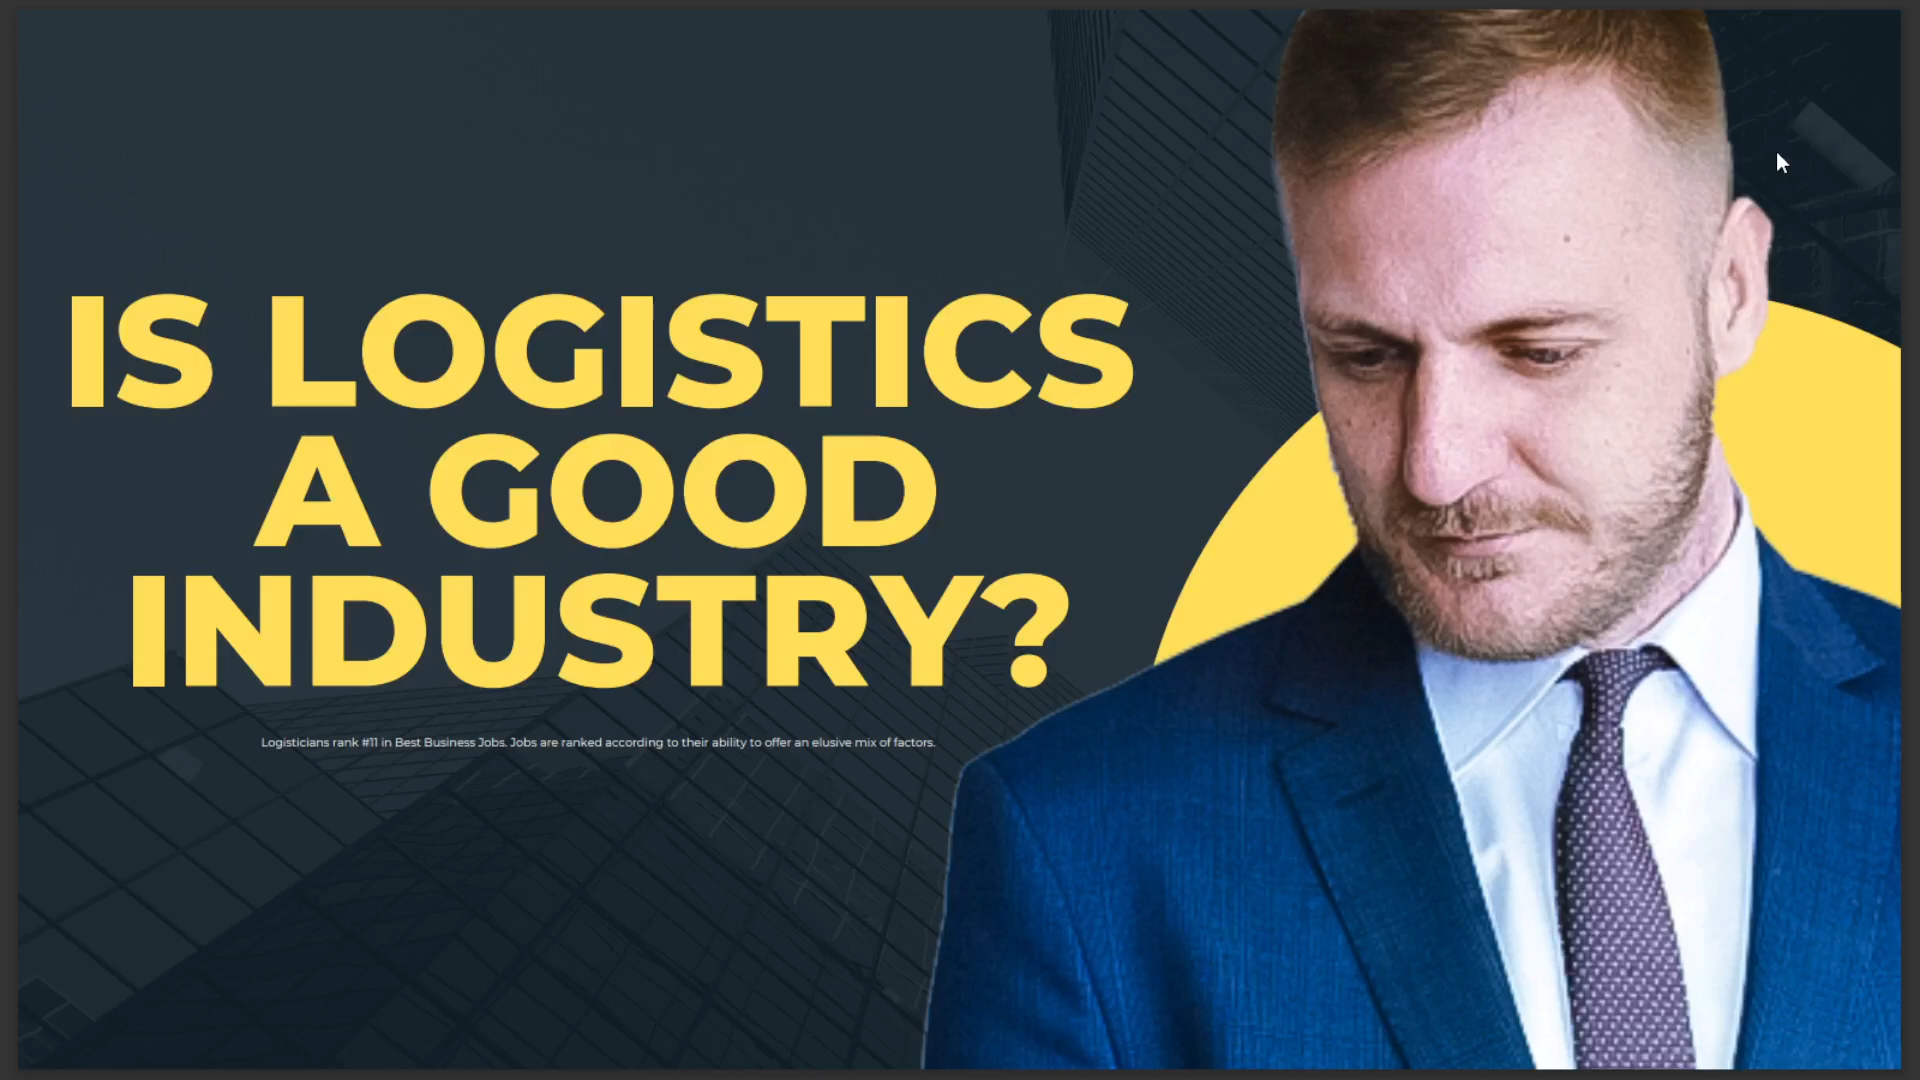 IS LOGISTICS
A GOOD
INDUSTRY?
Logisticians rank #11 in Best Business Jobs. Jobs are ranked according to their ability to offer an elusive mix of factors.